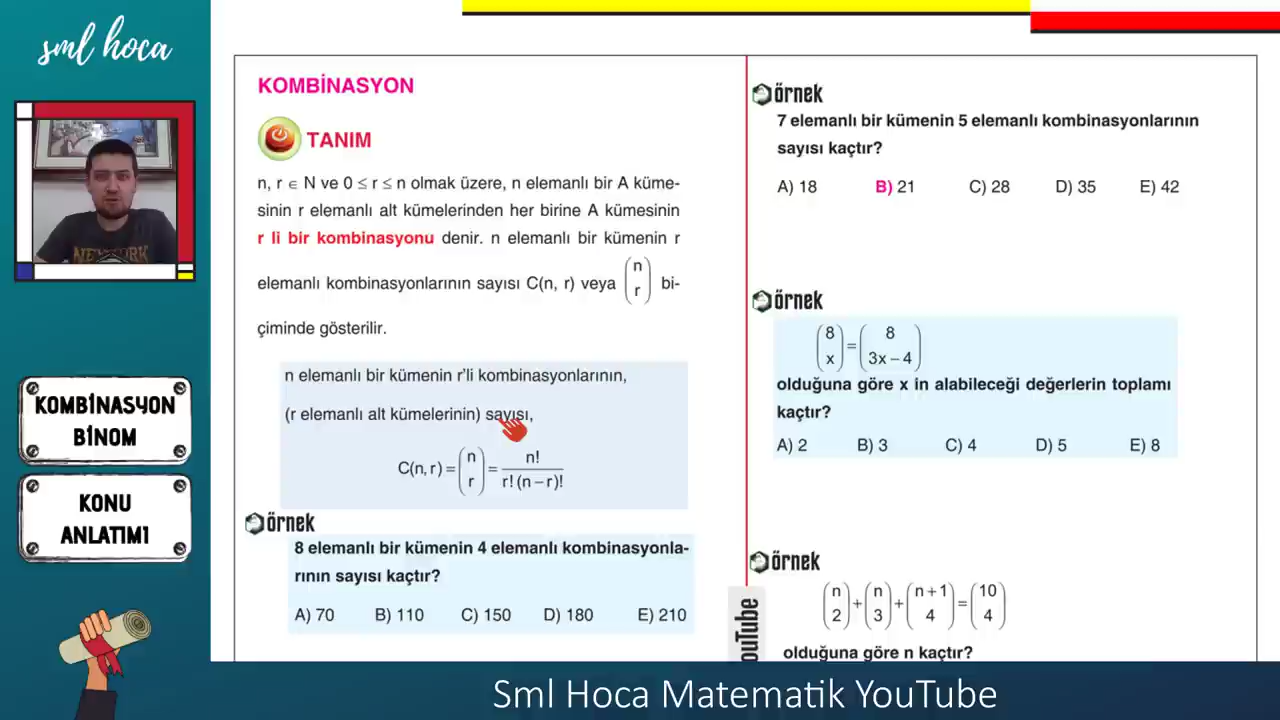 sml hoca
NEW YORK
KOMBİNASYON
BİNOM
KONU
ANLATIMI
KOMBİNASYON
TANIM
n, r ∈ N ve 0 ≤ r ≤ n olmak üzere, n elemanlı bir A küme-
sinin r elemanlı alt kümelerinden her birine A kümesinin
r li bir kombinasyonu denir. n elemanlı bir kümenin r
elemanlı kombinasyonlarının sayısı C(n, r) veya (n r) bi-
çiminde gösterilir.
n elemanlı bir kümenin r'li kombinasyonlarının,
(r elemanlı alt kümelerinin) sayısı,
C(n, r) = (n r) = n! / r! (n – r)!
örnek
8 elemanlı bir kümenin 4 elemanlı kombinasyonla-
rının sayısı kaçtır?
A) 70 B) 110 C) 150 D) 180 E) 210
örnek
7 elemanlı bir kümenin 5 elemanlı kombinasyonlarının
sayısı kaçtır?
A) 18 B) 21 C) 28 D) 35 E) 42
örnek
(8 x) = (8 3x – 4)
olduğuna göre x in alabileceği değerlerin toplamı
kaçtır?
A) 2 B) 3 C) 4 D) 5 E) 8
örnek
(n 2) + (n 3) + (n + 1 4) = (10 4)
olduğuna göre n kaçtır?
ouTube
Sml Hoca Matematik YouTube